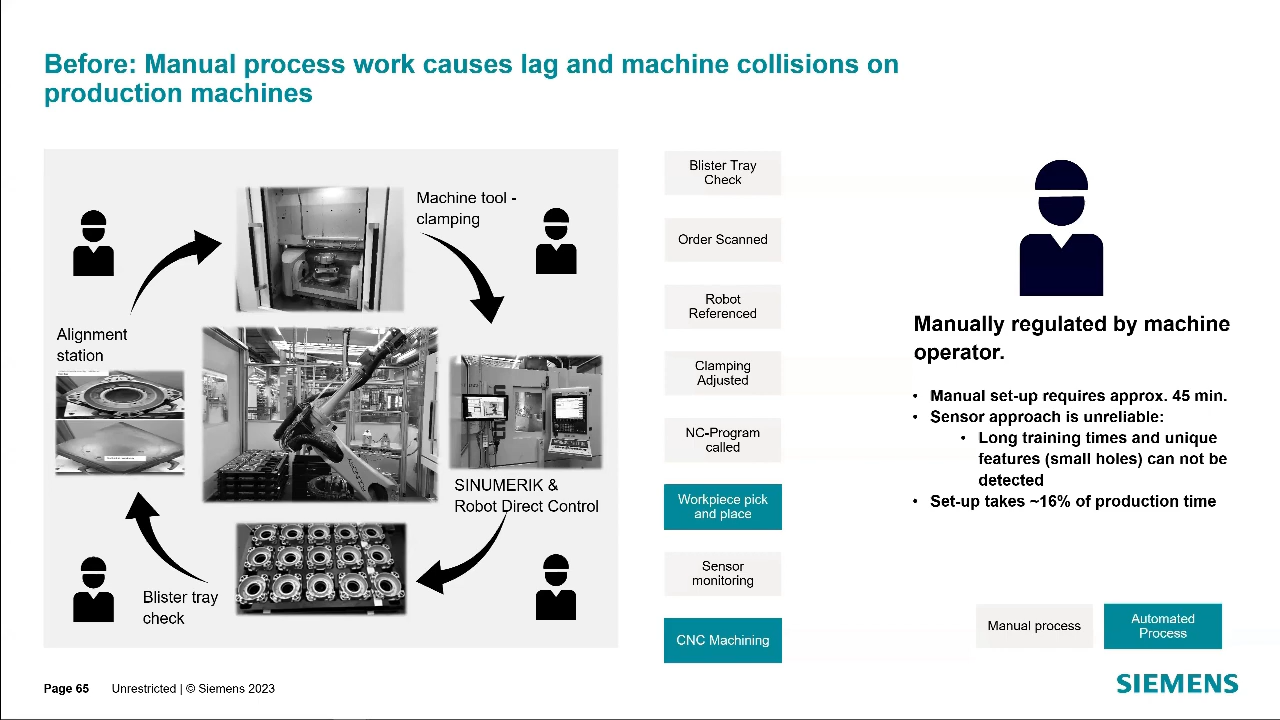 Before: Manual process work causes lag and machine collisions on
production machines
Machine tool -
clamping
Alignment
station
SINUMERIK &
Robot Direct Control
Blister tray
check
Blister Tray
Check
Order Scanned
Robot
Referenced
Clamping
Adjusted
NC-Program
called
Workpiece pick
and place
Sensor
monitoring
CNC Machining
Manually regulated by machine
operator.
• Manual set-up requires approx. 45 min.
• Sensor approach is unreliable:
• Long training times and unique
features (small holes) can not be
detected
• Set-up takes ~16% of production time
Manual process
Automated
Process
Page 65 Unrestricted | © Siemens 2023
SIEMENS